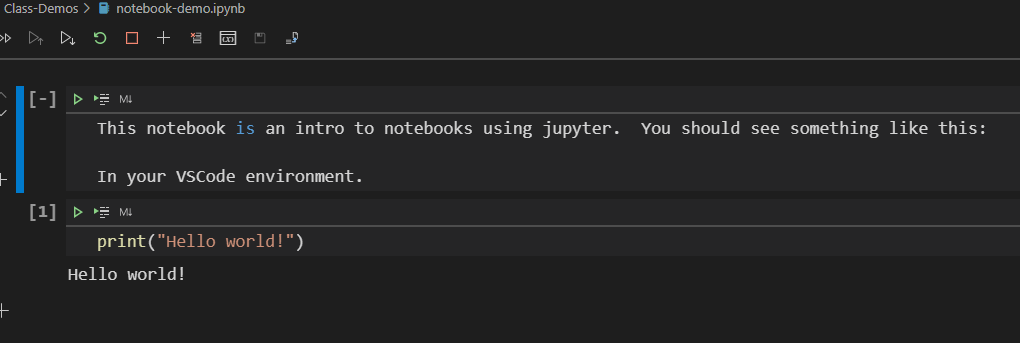 Class-Demos > notebook-demo.ipynb
[-]
M↓
This notebook is an intro to notebooks using jupyter.  You should see something like this:
In your VSCode environment.
[1]
M↓
print("Hello world!")
Hello world!